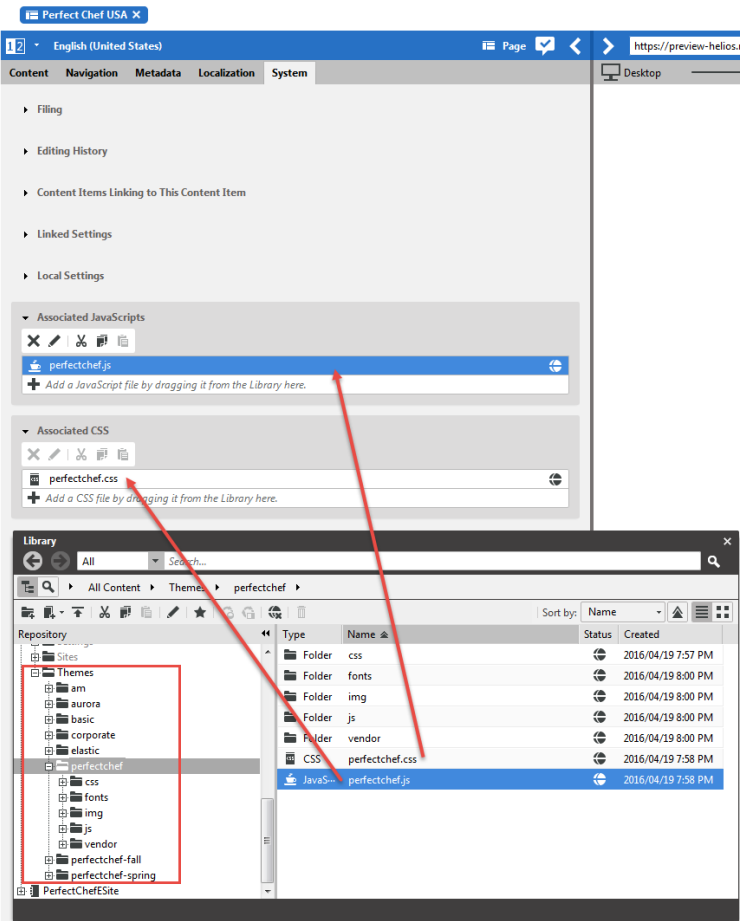 Perfect Chef USA
English (United States)
Page
https://preview-helios.
Content Navigation Metadata Localization System
Desktop
Filing
Editing History
Content Items Linking to This Content Item
Linked Settings
Local Settings
Associated JavaScripts
perfectchef.js
Add a JavaScript file by dragging it from the Library here.
Associated CSS
perfectchef.css
Add a CSS file by dragging it from the Library here.
Library
All Search...
All Content Themes perfectchef
Sort by: Name
Repository Type Name Status Created
Settings
Sites
Themes
am
aurora
basic
corporate
elastic
perfectchef
css
fonts
img
js
vendor
perfectchef-fall
perfectchef-spring
PerfectChefESite
Folder css 2016/04/19 7:57 PM
Folder fonts 2016/04/19 8:00 PM
Folder img 2016/04/19 8:00 PM
Folder js 2016/04/19 8:00 PM
Folder vendor 2016/04/19 8:00 PM
CSS perfectchef.css 2016/04/19 7:58 PM
JavaS··· perfectchef.js 2016/04/19 7:58 PM